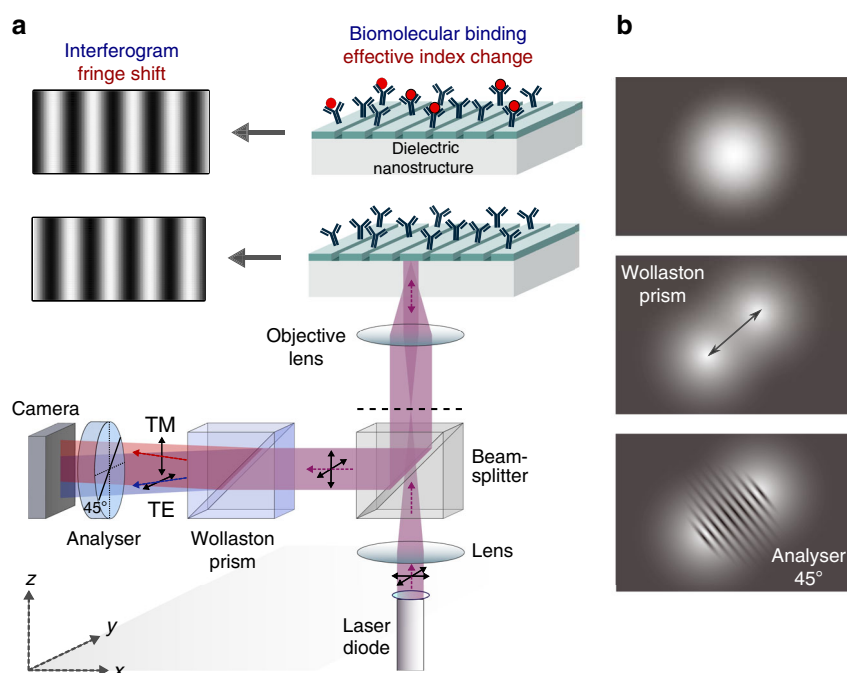 a
Interferogram
fringe shift
Biomolecular binding
effective index change
Dielectric
nanostructure
Objective
lens
Camera
TM
TE
45°
Analyser
Wollaston
prism
Beam-
splitter
Lens
Laser
diode
z
y
x
b
Wollaston
prism
Analyser
45°